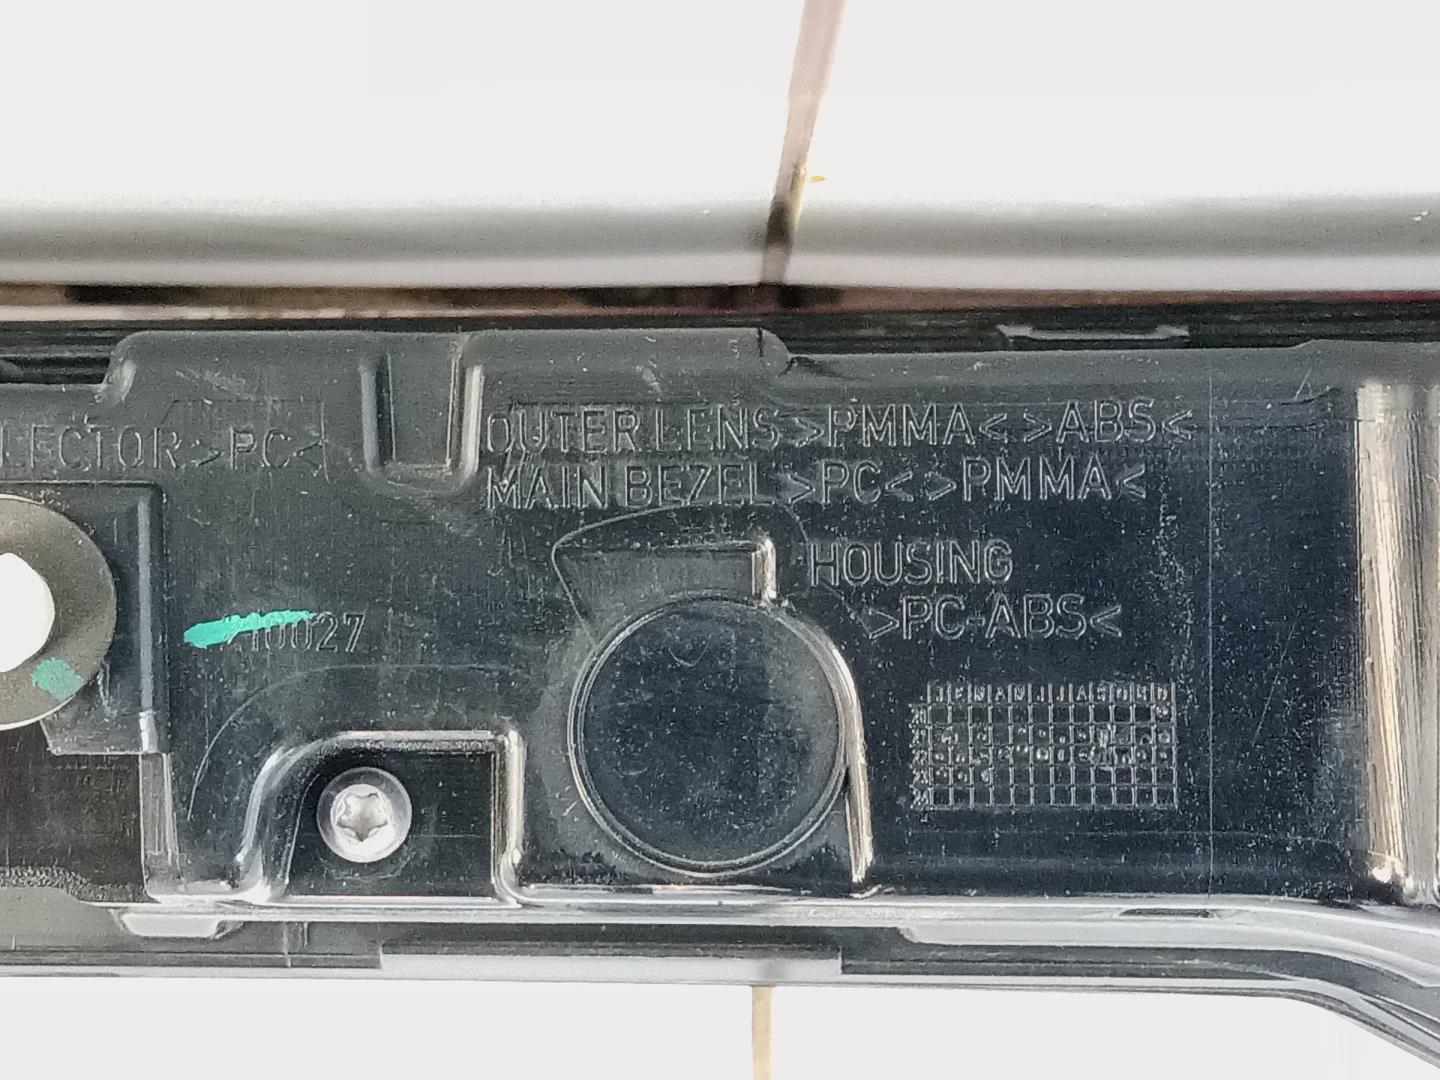 LECTOR >PC<
OUTER LENS >PMMA< >ABS<
MAIN BEZEL >PC< >PMMA<
HOUSING
>PC-ABS<
10027
J F M A M J J A S O N D